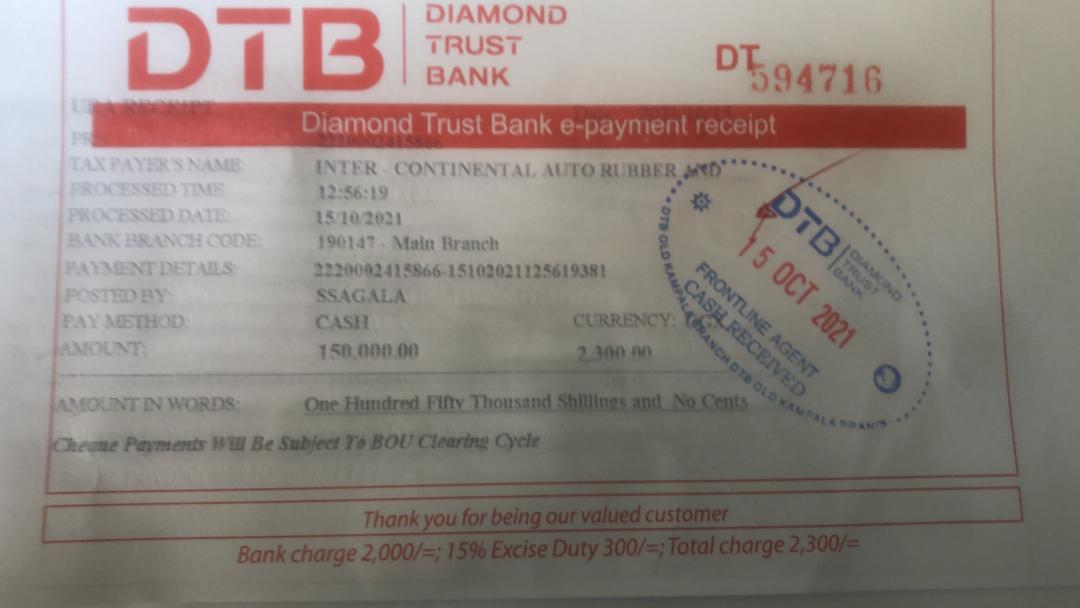 DTB DIAMOND
TRUST
BANK
DT 594716
URA RECEIPT
Diamond Trust Bank e-payment receipt
2220002415866
TAX PAYER'S NAME: INTER - CONTINENTAL AUTO RUBBER AND
PROCESSED TIME 12:56:19
PROCESSED DATE: 15/10/2021
BANK BRANCH CODE: 190147 - Main Branch
PAYMENT DETAILS: 2220002415866-15102021125619381
POSTED BY: SSAGALA
PAY METHOD: CASH CURRENCY:
AMOUNT: 150,000.00 2,300.00
AMOUNT IN WORDS: One Hundred Fifty Thousand Shillings and No Cents
Cheque Payments Will Be Subject To BOU Clearing Cycle
DTB DIAMOND
TRUST
BANK
15 OCT 2021
FRONTLINE AGENT
CASH RECEIVED
DTB OLD KAMPALA BRANCH DTB OLD KAMPALA BRANCH
Thank you for being our valued customer
Bank charge 2,000/=; 15% Excise Duty 300/=; Total charge 2,300/=